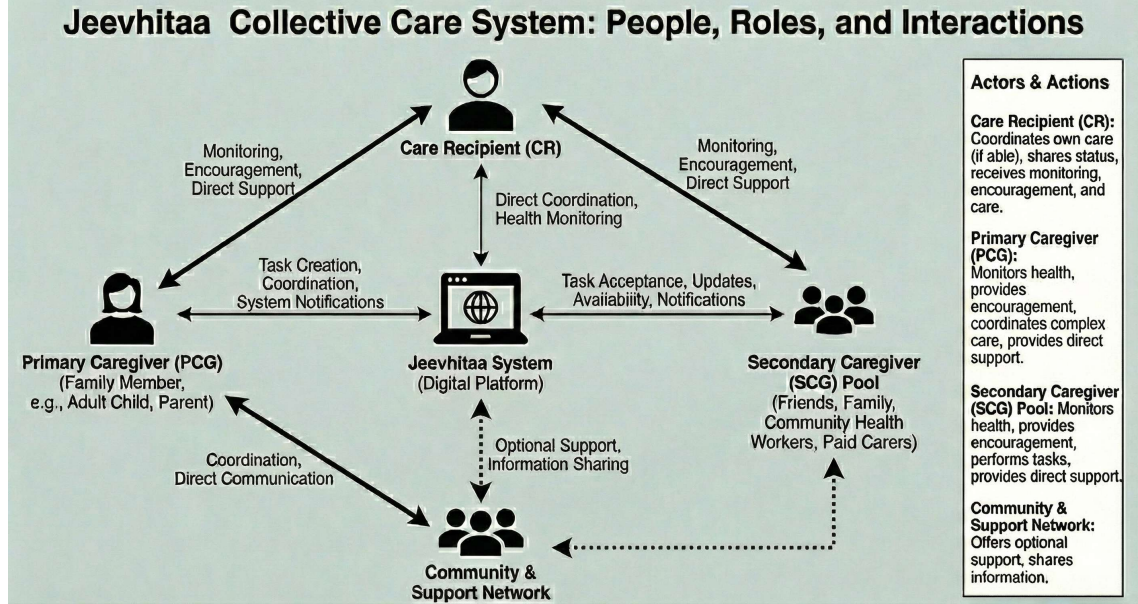 Jeevhitaa Collective Care System: People, Roles, and Interactions
Care Recipient (CR)
Monitoring,
Encouragement,
Direct Support
Monitoring,
Encouragement,
Direct Support
Direct Coordination,
Health Monitoring
Task Creation,
Coordination,
System Notifications
Task Acceptance, Updates,
Avaiiabiiity, Notifications
Primary Caregiver (PCG)
(Family Member,
e.g., Adult Child, Parent)
Jeevhitaa System
(Digital Platform)
Secondary Caregiver
(SCG) Pool
(Friends, Family,
Community Health
Workers, Paid Carers)
Coordination,
Direct Communication
Optional Support,
Information Sharing
Community &
Support Network
Actors & Actions
Care Recipient (CR):
Coordinates own care
(if able), shares status,
receives monitoring,
encouragement, and
care.
Primary Caregiver
(PCG):
Monitors health,
provides
encouragement,
coordinates complex
care, provides direct
support.
Secondary Caregiver
(SCG) Pool: Monitors
health, provides
encouragement,
performs tasks,
provides direct support.
Community &
Support Network:
Offers optional
support, shares
information.